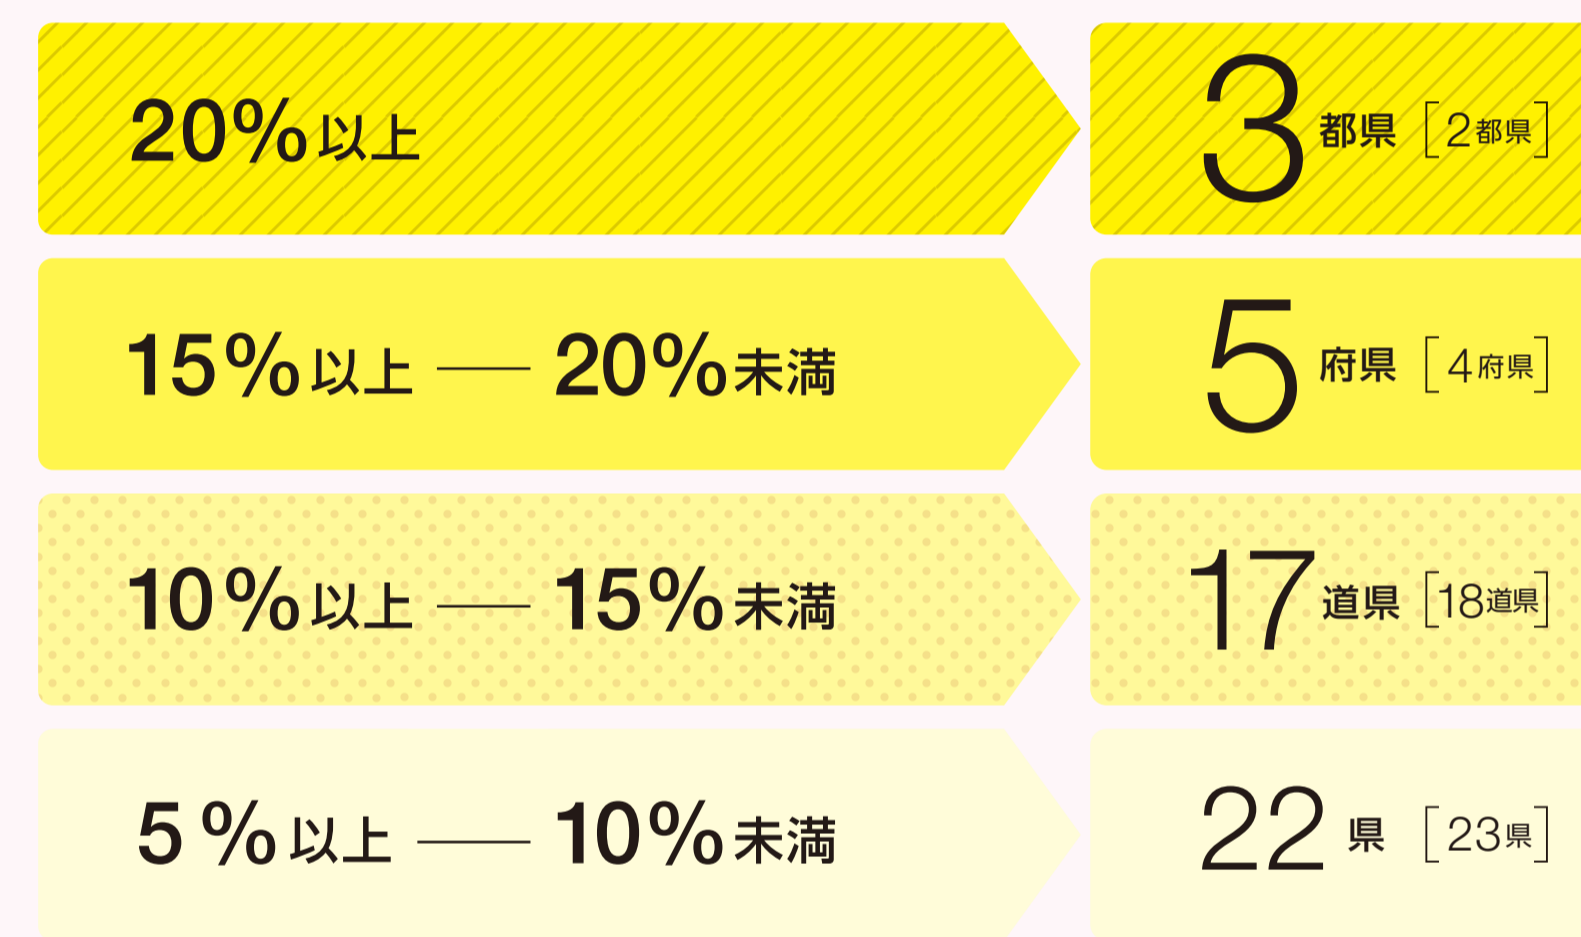 20%以上 3都県 [2都県]
15%以上 — 20%未満 5府県 [4府県]
10%以上 — 15%未満 17道県 [18道県]
5%以上 — 10%未満 22県 [23県]